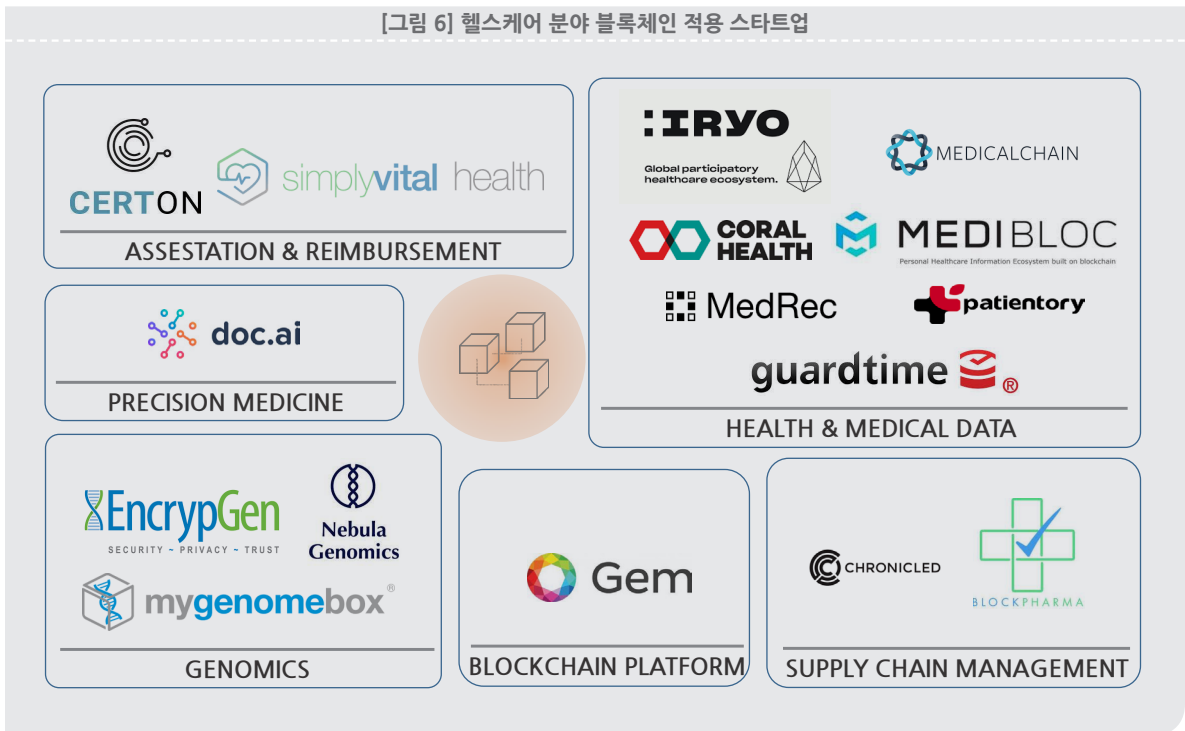 [그림 6] 헬스케어 분야 블록체인 적용 스타트업
CERTON
simplyvital health
ASSESTATION & REIMBURSEMENT
:IRYO
Global participatory
healthcare ecosystem.
MEDICALCHAIN
CORAL
HEALTH
MEDIBLOC
Personal Healthcare Information Ecosystem built on blockchain
MedRec
patientory
guardtime ®
HEALTH & MEDICAL DATA
doc.ai
PRECISION MEDICINE
EncrypGen
SECURITY ~ PRIVACY ~ TRUST
Nebula
Genomics
mygenomebox®
GENOMICS
Gem
BLOCKCHAIN PLATFORM
CHRONICLED
BLOCKPHARMA
SUPPLY CHAIN MANAGEMENT